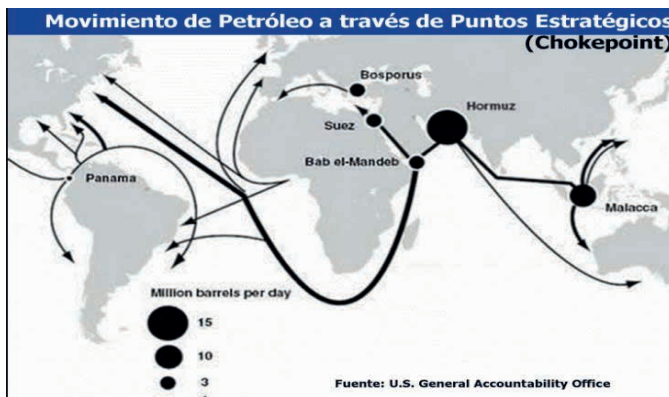 Movimiento de Petróleo a través de Puntos Estratégicos
(Chokepoint)
Bosporus
Hormuz
Suez
Bab el-Mandeb
Panama
Malacca
Million barrels per day
15
10
3
Fuente: U.S. General Accountability Office